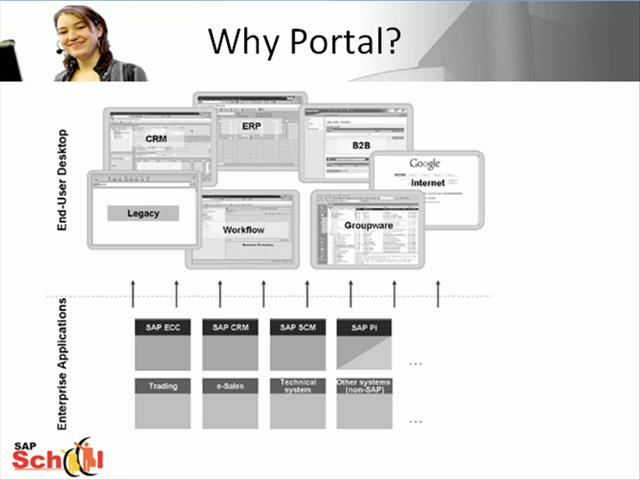 Why Portal?
End-User Desktop
CRM
ERP
B2B
Google
Internet
Legacy
Workflow
Groupware
Enterprise Applications
SAP ECC
SAP CRM
SAP SCM
SAP PI
...
Trading
e-Sales
Technical
system
Other systems
(non-SAP)
...
SAP
School